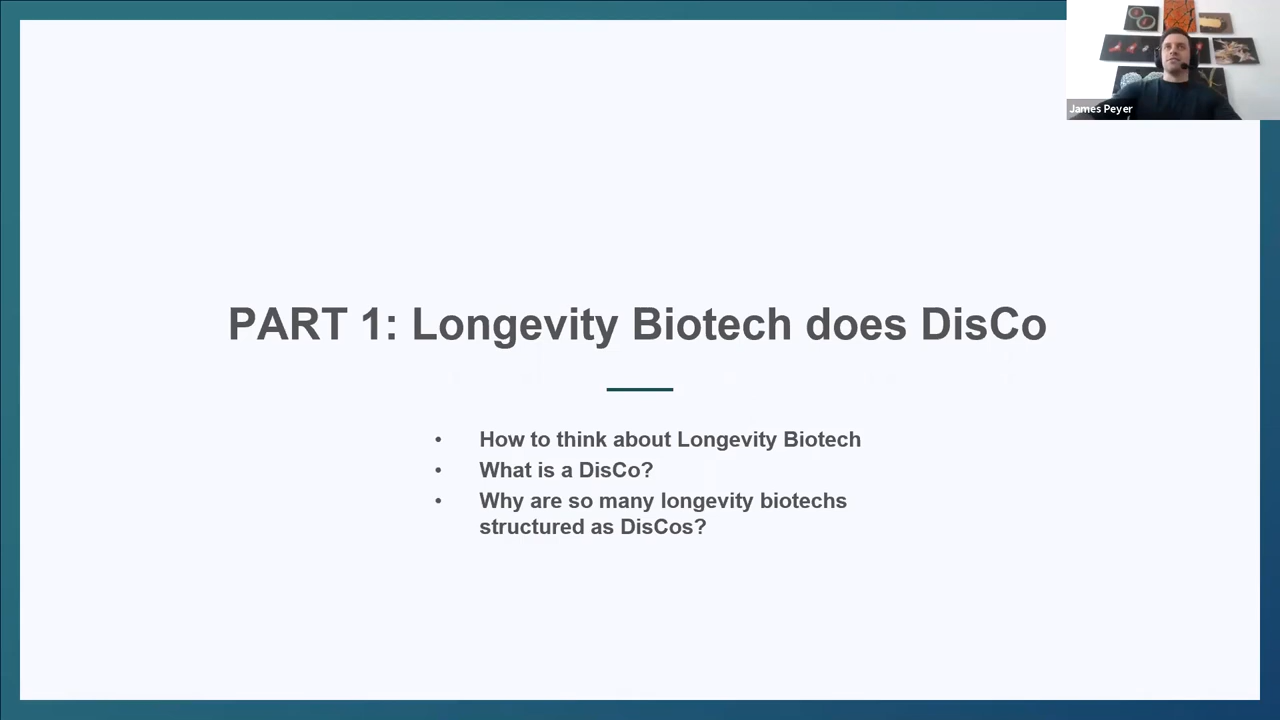 James Peyer
PART 1: Longevity Biotech does DisCo
• How to think about Longevity Biotech
• What is a DisCo?
• Why are so many longevity biotechs
structured as DisCos?